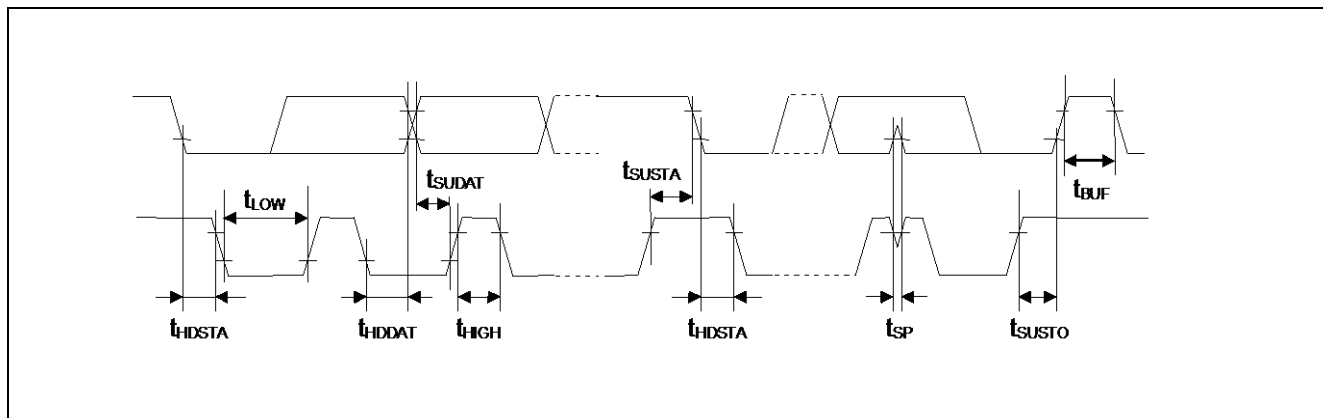 tSUDAT
tSUSTA
tLOW
tBUF
tHDSTA
tHDDAT
tHIGH
tHDSTA
tSP
tSUSTO